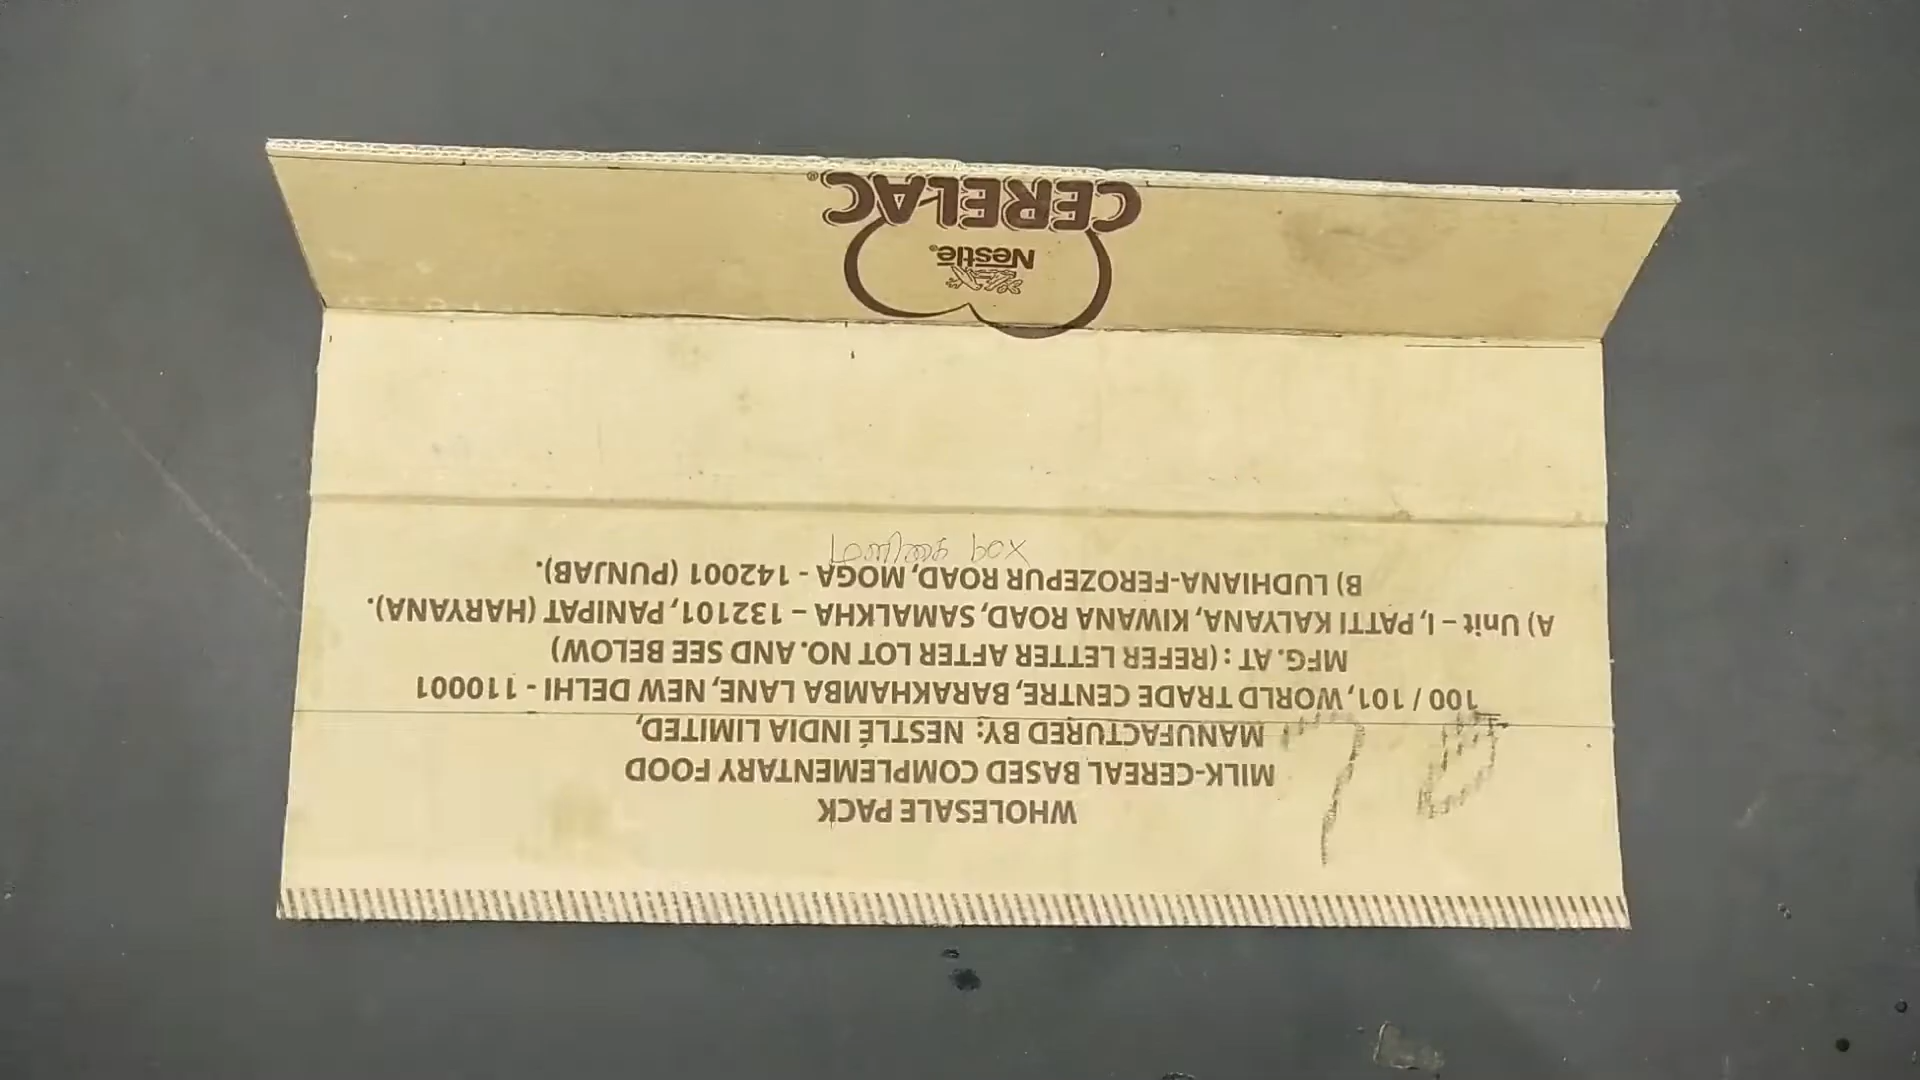 WHOLESALE PACK
MILK-CEREAL BASED COMPLEMENTARY FOOD
MANUFACTURED BY: NESTLÉ INDIA LIMITED,
100 / 101, WORLD TRADE CENTRE, BARAKHAMBA LANE, NEW DELHI - 110001
MFG. AT : (REFER LETTER AFTER LOT NO. AND SEE BELOW)
A) Unit – I, PATTI KALYANA, KIWANA ROAD, SAMALKHA – 132101, PANIPAT (HARYANA).
B) LUDHIANA-FEROZEPUR ROAD, MOGA - 142001 (PUNJAB).
box
Nestlé®
CERELAC®